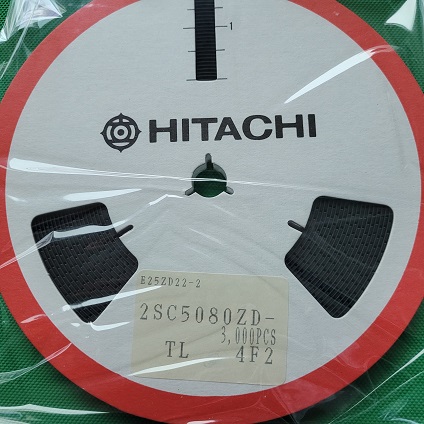 1
HITACHI
E25ZD22-2
2SC5080ZD-
3,000PCS
TL 4F2